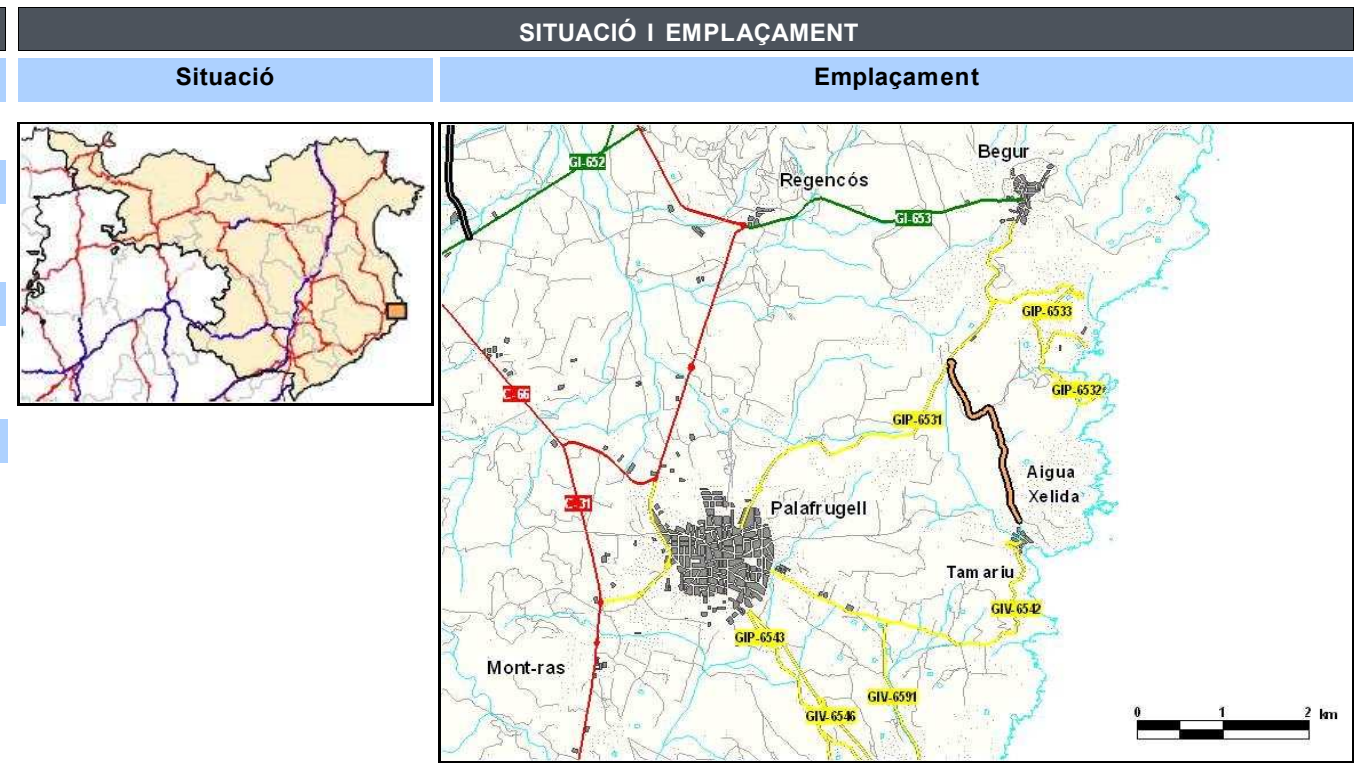 SITUACIÓ I EMPLAÇAMENT
Situació
Emplaçament
GI-652
Begur
Regencós
GI-653
GIP-6533
C-66
GIP-6532
GIP-6531
Aigua
Xelida
C-31
Palafrugell
Tamariu
GIV-6542
GIP-6543
Mont-ras
GIV-6591
GIV-6546
0 1 2 km